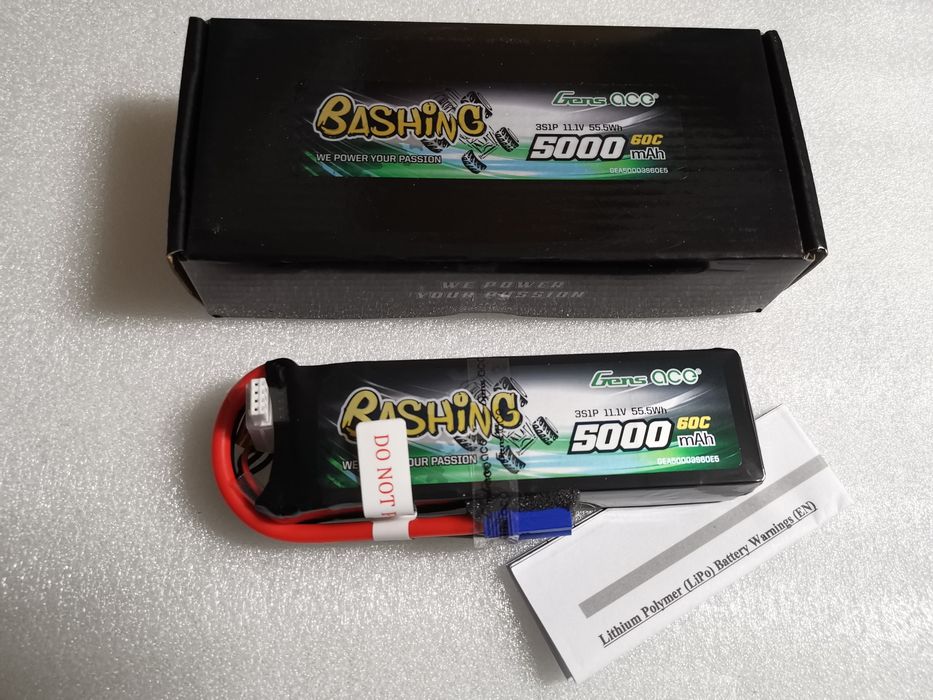 BASHING
Gens ace
3S1P 11.1V 55.5Wh
5000 60C mAh
WE POWER YOUR PASSION
GEA50003S60E5
WE POWER
YOUR PASSION
BASHING
Gens ace
3S1P 11.1V 55.5Wh
5000 60C mAh
WE POUR PASSION
GEA50003S60E5
DO NOT
Lithium Polymer (LiPo) Battery Warnings (EN)